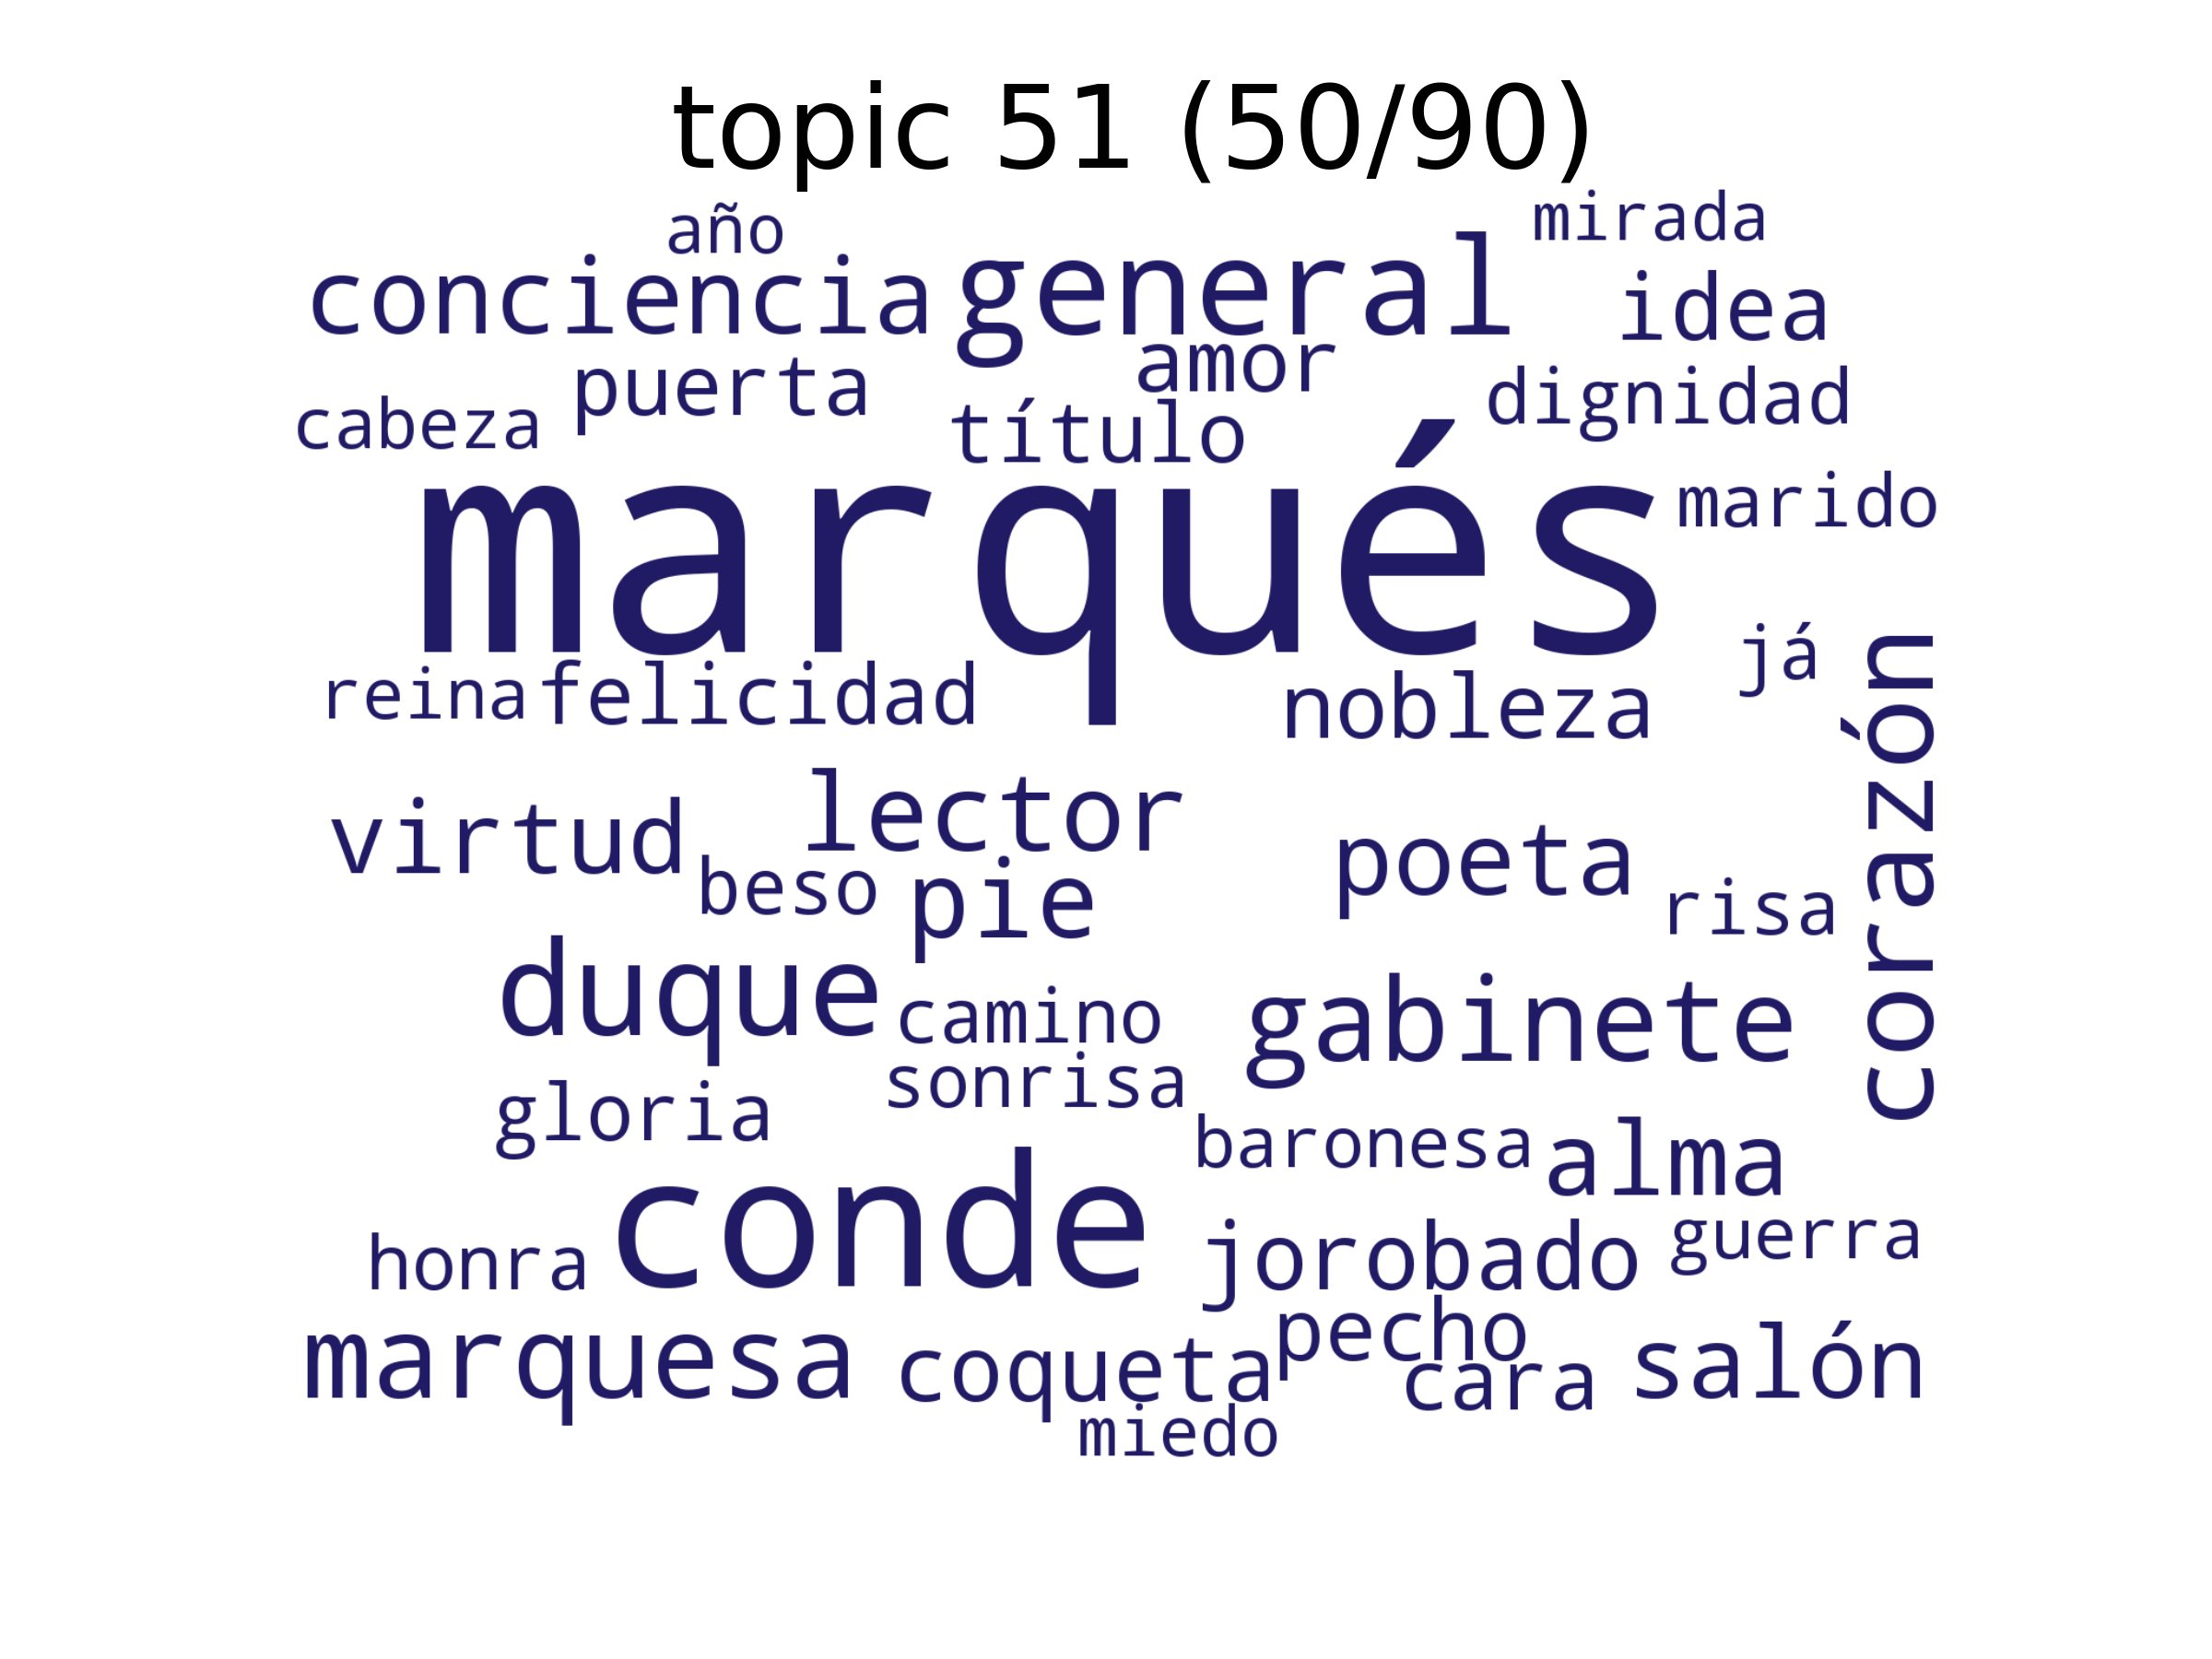 topic 51 (50/90)
año
mirada
conciencia
general
idea
puerta
amor
dignidad
cabeza
título
marqués
marido
já
reina
felicidad
nobleza
corazón
virtud
lector
beso
pie
poeta
risa
duque
camino
gabinete
sonrisa
gloria
baronesa
alma
conde
honra
jorobado
guerra
pecho
marquesa
coqueta
cara
salón
miedo